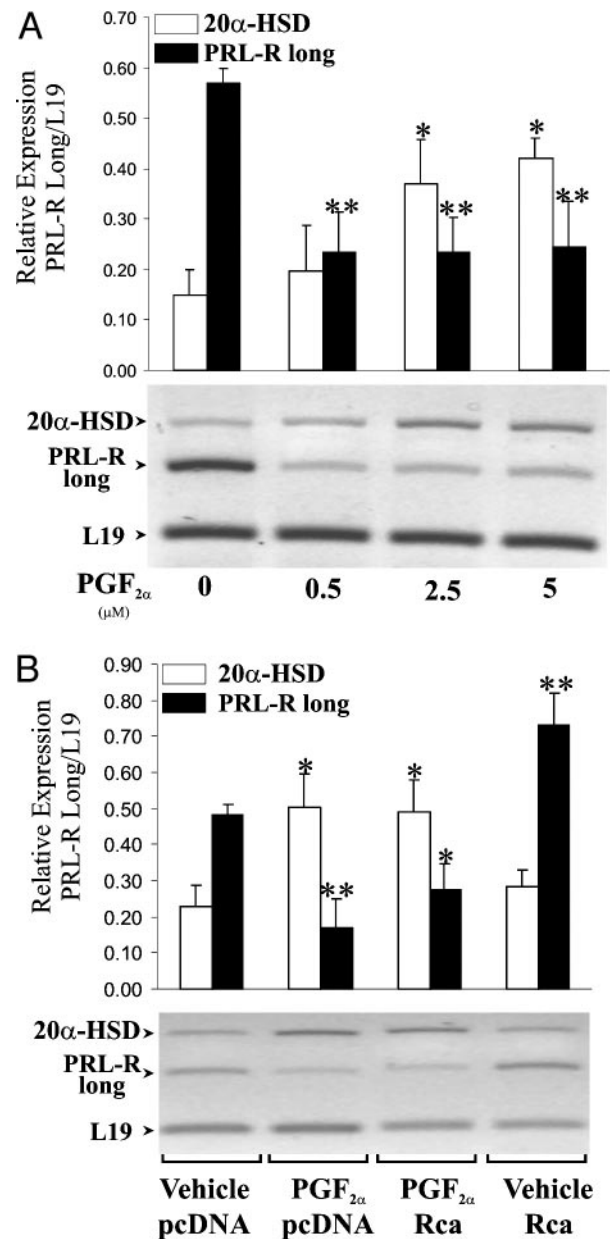 A
20α-HSD
PRL-R long
Relative Expression
PRL-R Long/L19
0.70
0.60
0.50
0.40
0.30
0.20
0.10
0.00
**
*
**
*
**
20α-HSD
PRL-R
long
L19
PGF2α
(μM)
0 0.5 2.5 5
B
20α-HSD
PRL-R long
Relative Expression
PRL-R Long/L19
0.90
0.80
0.70
0.60
0.50
0.40
0.30
0.20
0.10
0.00
*
**
*
*
**
20α-HSD
PRL-R
long
L19
Vehicle PGF2α PGF2α Vehicle
pcDNA pcDNA Rca Rca